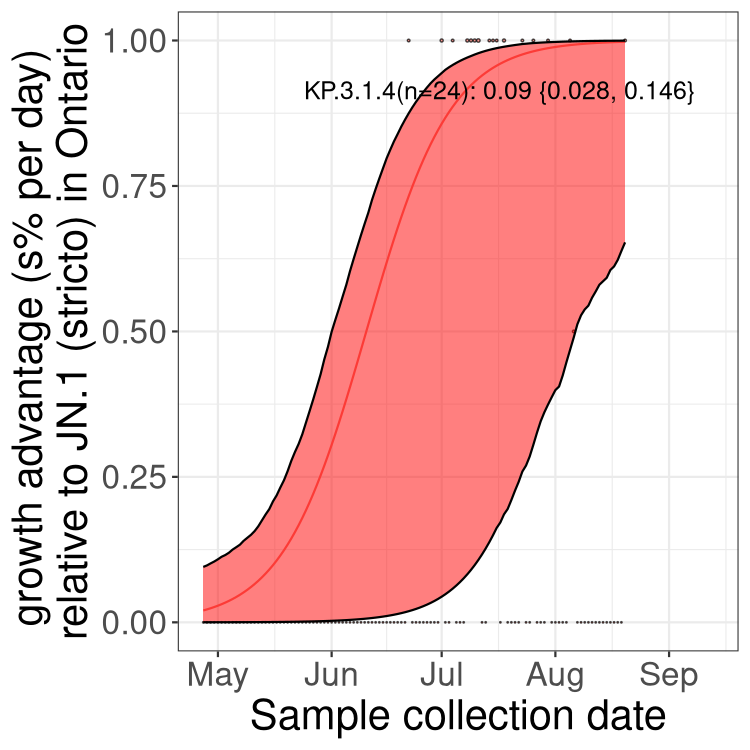 growth advantage (s% per day)
relative to JN.1 (stricto) in Ontario
1.00
0.75
0.50
0.25
0.00
KP.3.1.4(n=24): 0.09 {0.028, 0.146}
May Jun Jul Aug Sep
Sample collection date